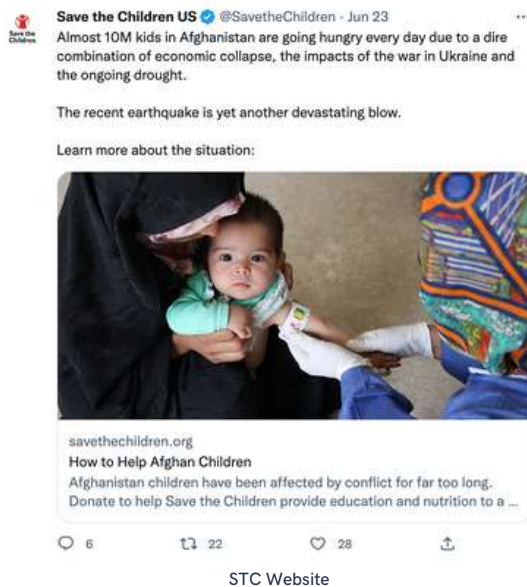 Save the Children US @SavetheChildren · Jun 23 ...
Save the
Children
Almost 10M kids in Afghanistan are going hungry every day due to a dire
combination of economic collapse, the impacts of the war in Ukraine and
the ongoing drought.
The recent earthquake is yet another devastating blow.
Learn more about the situation:
savethechildren.org
How to Help Afghan Children
Afghanistan children have been affected by conflict for far too long.
Donate to help Save the Children provide education and nutrition to a ...
6 22 28
STC Website